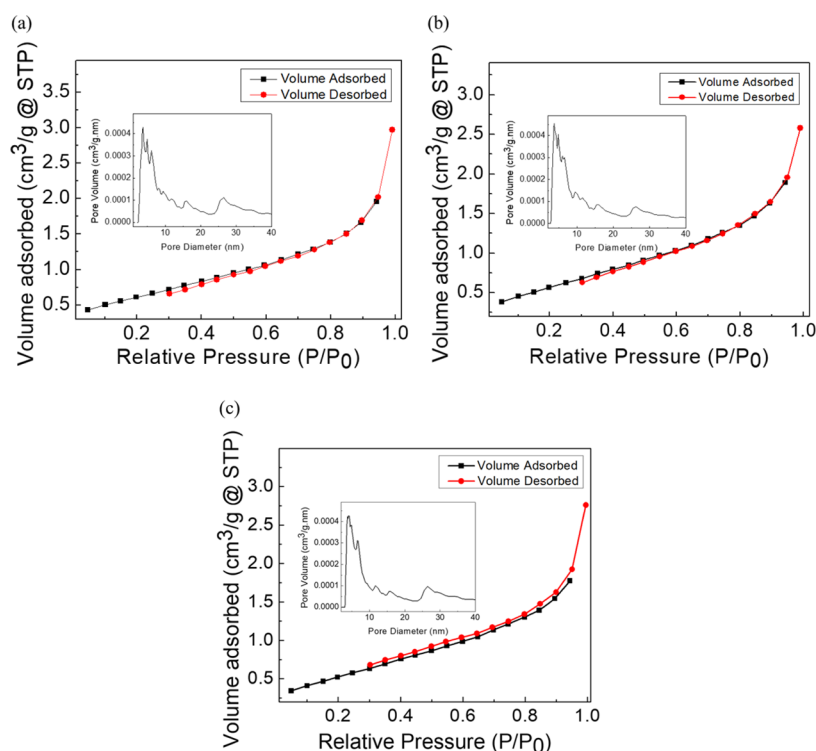 (a)
Volume adsorbed (cm³/g @ STP)
3.5
3.0
2.5
2.0
1.5
1.0
0.5
Volume Adsorbed
Volume Desorbed
Pore Volume (cm³/g.nm)
0.0004
0.0003
0.0002
0.0001
0.0000
10 20 30 40
Pore Diameter (nm)
0.0 0.2 0.4 0.6 0.8 1.0
Relative Pressure (P/P₀)
(b)
Volume adsorbed (cm³/g @ STP)
3.0
2.5
2.0
1.5
1.0
0.5
Volume Adsorbed
Volume Desorbed
Pore Volume (cm³/g.nm)
0.0004
0.0003
0.0002
0.0001
0.0000
10 20 30 40
Pore Diameter (nm)
0.2 0.4 0.6 0.8 1.0
Relative Pressure (P/P₀)
(c)
Volume adsorbed (cm³/g @ STP)
3.0
2.5
2.0
1.5
1.0
0.5
Volume Adsorbed
Volume Desorbed
Pore Volume (cm³/g.nm)
0.0004
0.0003
0.0002
0.0001
0.0000
10 20 30 40
Pore Diameter (nm)
0.2 0.4 0.6 0.8 1.0
Relative Pressure (P/P₀)